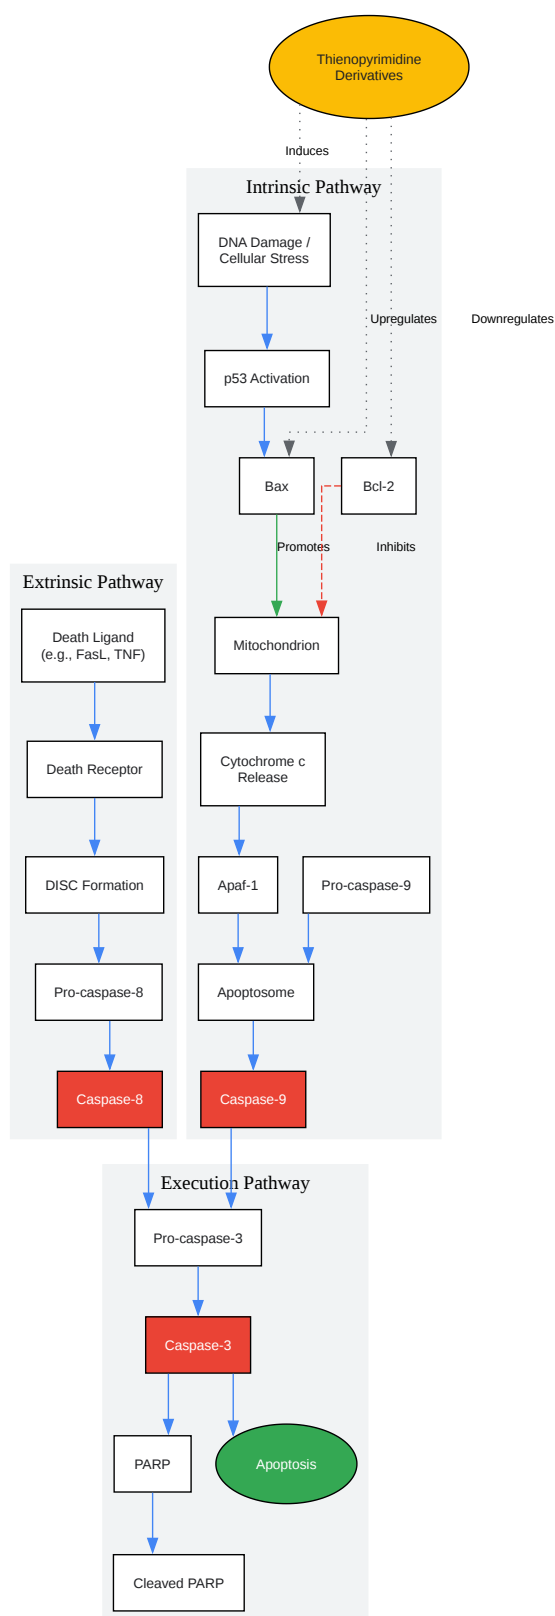 Thienopyrimidine
Derivatives
Induces
Intrinsic Pathway
DNA Damage /
Cellular Stress
Upregulates
Downregulates
p53 Activation
Bax
Bcl-2
Promotes
Inhibits
Extrinsic Pathway
Death Ligand
(e.g., FasL, TNF)
Mitochondrion
Death Receptor
Cytochrome c
Release
DISC Formation
Apaf-1
Pro-caspase-9
Pro-caspase-8
Apoptosome
Caspase-8
Caspase-9
Execution Pathway
Pro-caspase-3
Caspase-3
PARP
Apoptosis
Cleaved PARP